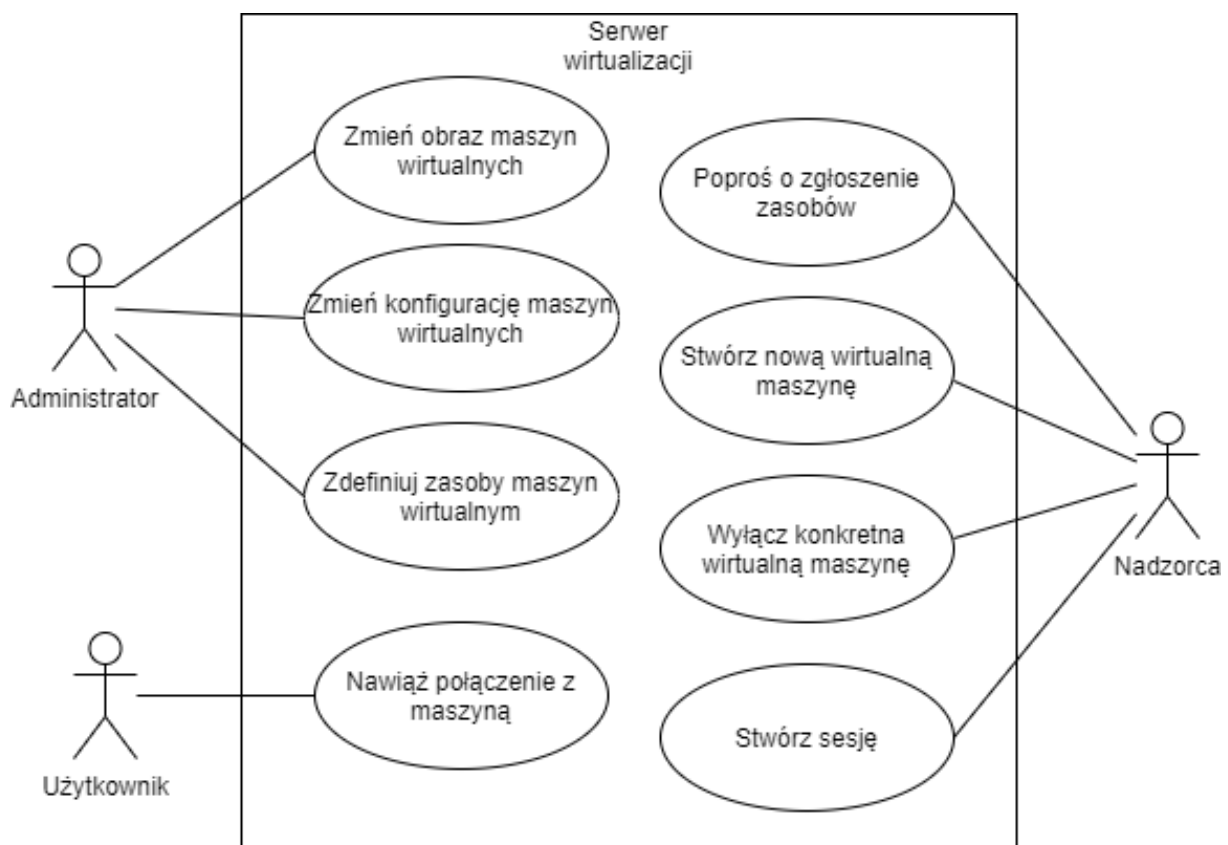 Serwer
wirtualizacji
Zmień obraz maszyn
wirtualnych
Poproś o zgłoszenie
zasobów
Zmień konfigurację maszyn
wirtualnych
Stwórz nową wirtualną
maszynę
Administrator
Zdefiniuj zasoby maszyn
wirtualnym
Wyłącz konkretna
wirtualną maszynę
Nadzorca
Nawiąź połączenie z
maszyną
Stwórz sesję
Użytkownik